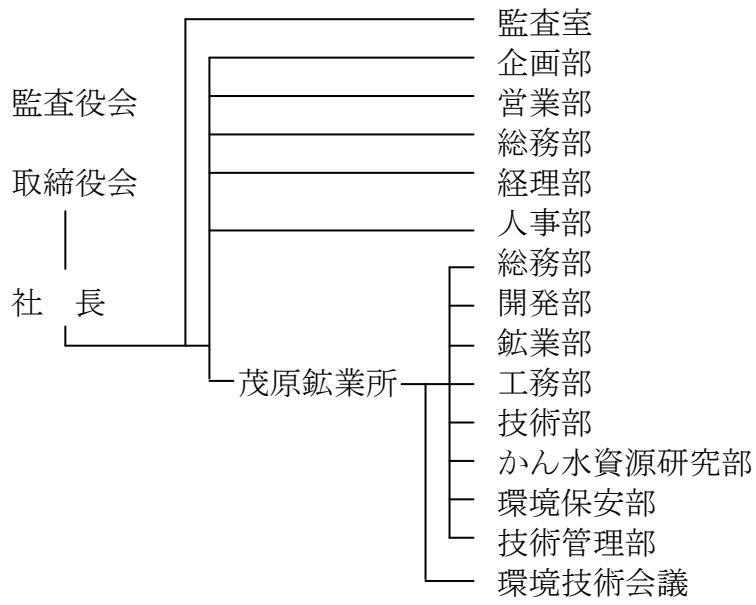 監査室
企画部
監査役会
営業部
総務部
取締役会
経理部
人事部
総務部
社　長
開発部
鉱業部
茂原鉱業所
工務部
技術部
かん水資源研究部
環境保安部
技術管理部
環境技術会議